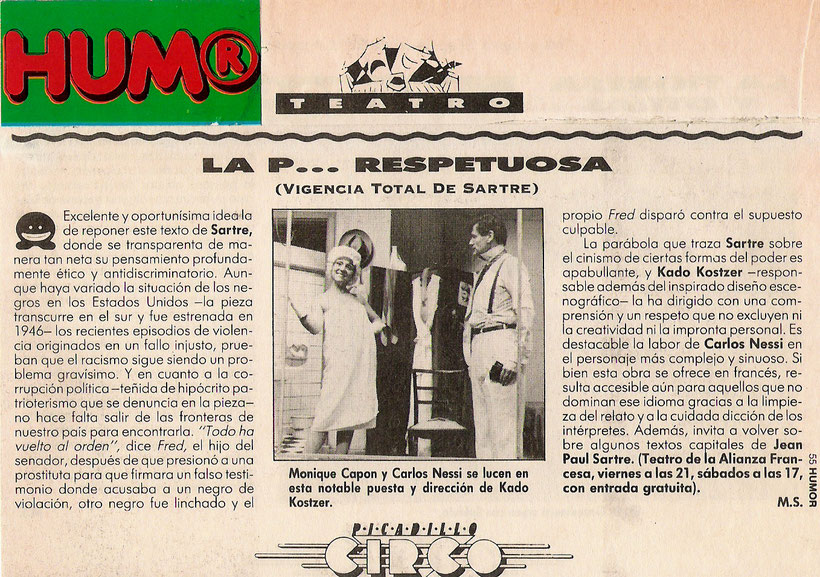 HUM®
TEATRO
LA P... RESPETUOSA
(VIGENCIA TOTAL DE SARTRE)
Excelente y oportunísima idea la
de reponer este texto de Sartre,
donde se transparenta de ma-
nera tan neta su pensamiento profunda-
mente ético y antidiscriminatorio. Aun-
que haya variado la situación de los ne-
gros en los Estados Unidos —la pieza
transcurre en el sur y fue estrenada en
1946— los recientes episodios de violen-
cia originados en un fallo injusto, prue-
ban que el racismo sigue siendo un pro-
blema gravísimo. Y en cuanto a la co-
rrupción política —teñida de hipócrito pa-
trioterismo que se denuncia en la pieza—
no hace falta salir de las fronteras de
nuestro país para encontrarla. "Todo ha
vuelto al orden", dice Fred, el hijo del
senador, después de que presionó a una
prostituta para que firmara un falso testi-
monio donde acusaba a un negro de
violación, otro negro fue linchado y el
Monique Capon y Carlos Nessi se lucen en
esta notable puesta y dirección de Kado
Kostzer.
propio Fred disparó contra el supuesto
culpable.
La parábola que traza Sartre sobre
el cinismo de ciertas formas del poder es
apabullante, y Kado Kostzer —respon-
sable además del inspirado diseño esce-
nográfico— la ha dirigido con una com-
prensión y un respeto que no excluyen ni
la creatividad ni la impronta personal. Es
destacable la labor de Carlos Nessi en
el personaje más complejo y sinuoso. Si
bien esta obra se ofrece en francés, re-
sulta accesible aún para aquellos que no
dominan ese idioma gracias a la limpie-
za del relato y a la cuidada dicción de los
intérpretes. Además, invita a volver so-
bre algunos textos capitales de Jean
Paul Sartre. (Teatro de la Alianza Fran-
cesa, viernes a las 21, sábados a las 17,
con entrada gratuita).
M.S.
55 HUMOR
PICADILLO
CIRCO